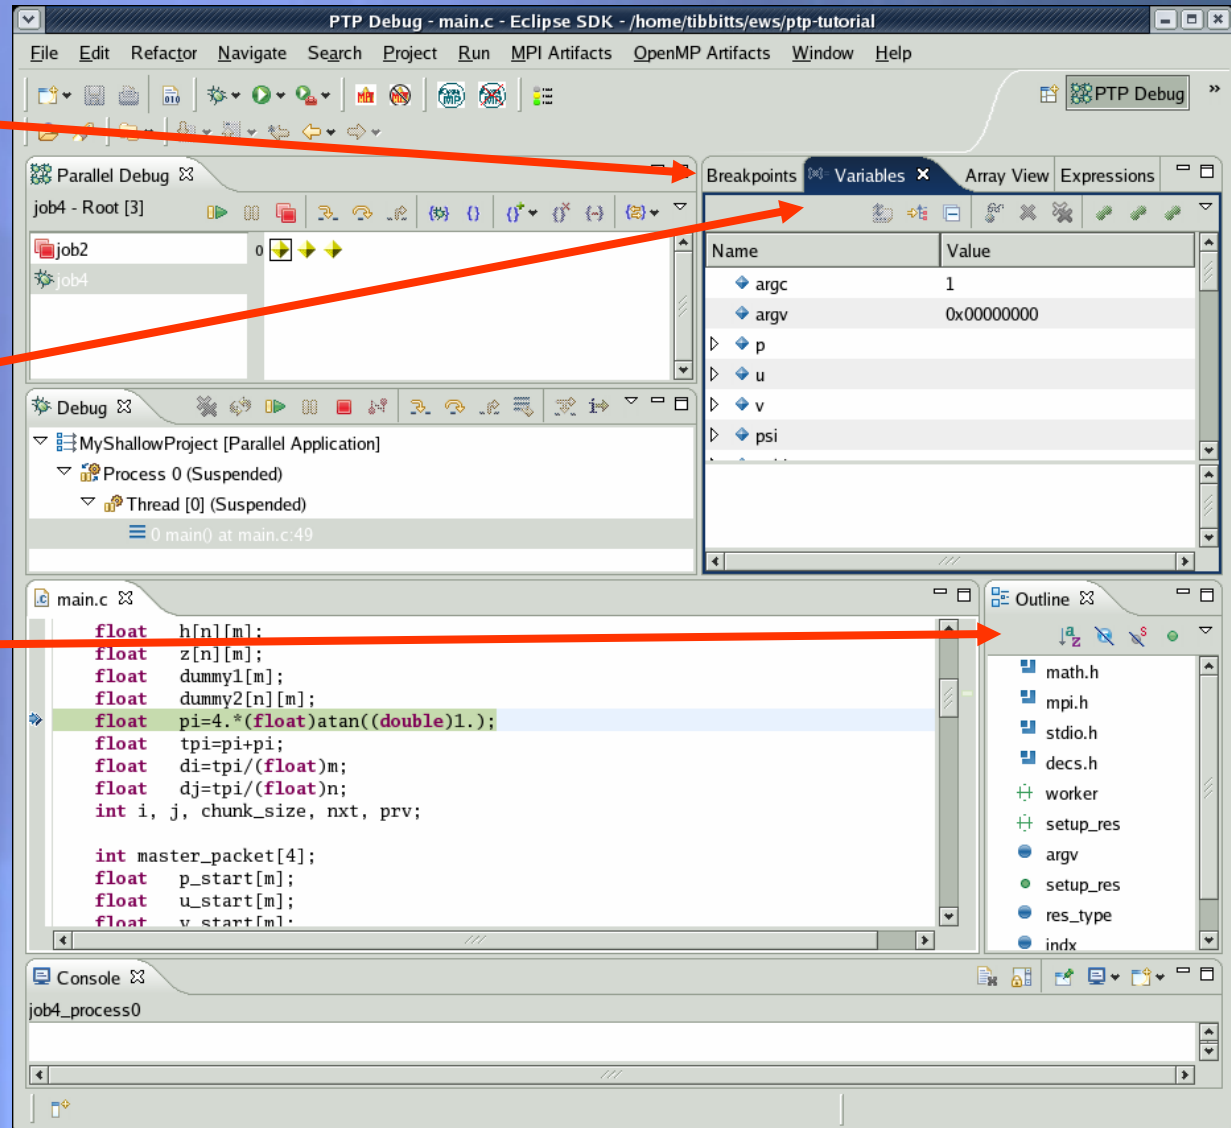 PTP Debug - main.c - Eclipse SDK - /home/tibbitts/ews/ptp-tutorial
File Edit Refactor Navigate Search Project Run MPI Artifacts OpenMP Artifacts Window Help
010
PTP Debug »
Parallel Debug
job4 - Root [3]
job2 0
job4
Breakpoints Variables Array View Expressions
Name Value
argc 1
argv 0x00000000
p
u
v
psi
Debug
MyShallowProject [Parallel Application]
Process 0 (Suspended)
Thread [0] (Suspended)
0 main() at main.c:49
main.c
float h[n][m];
float z[n][m];
float dummy1[m];
float dummy2[n][m];
float pi=4.*(float)atan((double)1.);
float tpi=pi+pi;
float di=tpi/(float)m;
float dj=tpi/(float)n;
int i, j, chunk_size, nxt, prv;
int master_packet[4];
float p_start[m];
float u_start[m];
float v_start[m];
Outline
math.h
mpi.h
stdio.h
decs.h
worker
setup_res
argv
setup_res
res_type
indx
Console
job4_process0